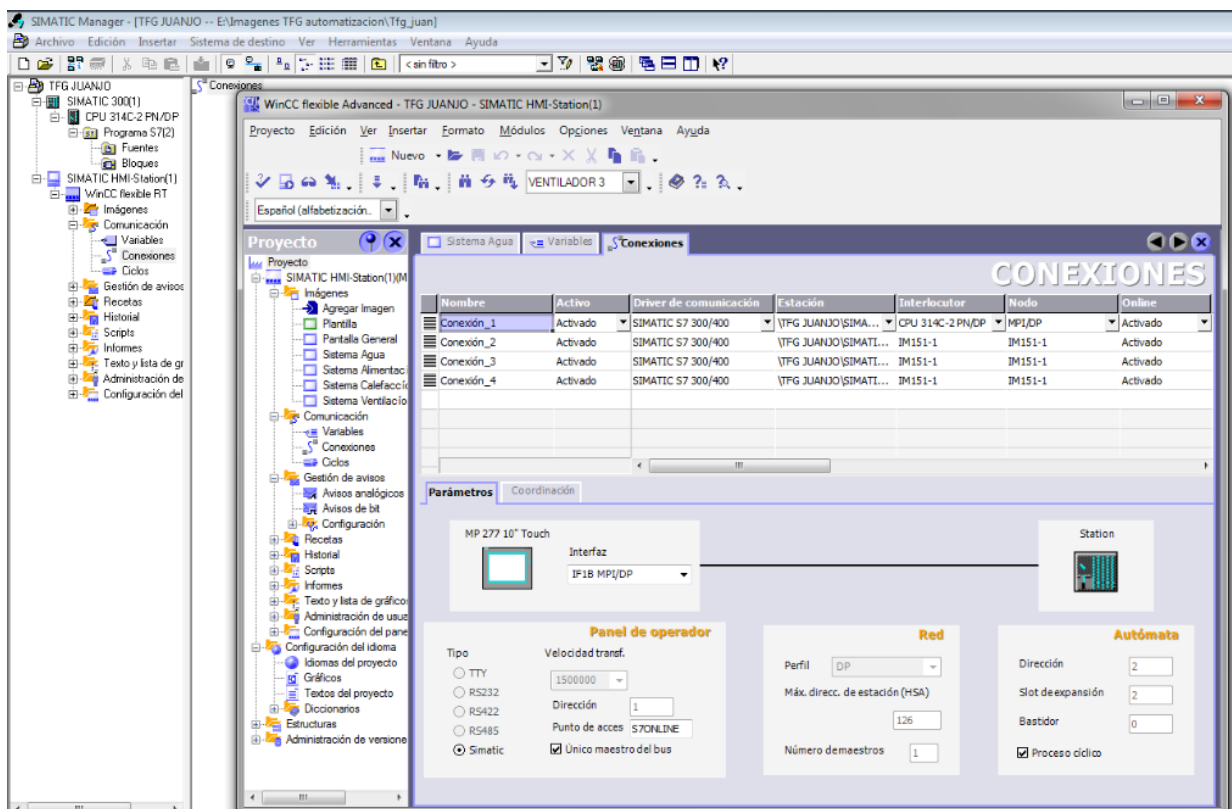 SIMATIC Manager - [TFG JUANJO -- E:\Imagenes TFG automatizacion\Tfg_juan]
Archivo Edición Insertar Sistema de destino Ver Herramientas Ventana Ayuda
< sin filtro >
TFG JUANJO
SIMATIC 300(1)
CPU 314C-2 PN/DP
Programa S7(2)
Fuentes
Bloques
SIMATIC HMI-Station(1)
WinCC flexible RT
Imágenes
Comunicación
Variables
Conexiones
Ciclos
Gestión de avisos
Recetas
Historial
Scripts
Informes
Texto y lista de gr
Administración de
Configuración del
Conexiones
WinCC flexible Advanced - TFG JUANJO - SIMATIC HMI-Station(1)
Proyecto Edición Ver Insertar Formato Módulos Opciones Ventana Ayuda
Nuevo
VENTILADOR 3
Español (alfabetización..
Proyecto
Proyecto
SIMATIC HMI-Station(1)(M
Imágenes
Agregar Imagen
Plantilla
Pantalla General
Sistema Agua
Sistema Alimentaci
Sistema Calefacció
Sistema Ventilacío
Comunicación
Variables
Conexiones
Ciclos
Gestión de avisos
Avisos analógicos
Avisos de bit
Configuración
Recetas
Historial
Scripts
Informes
Texto y lista de gráfico
Administración de usua
Configuración del pane
Configuración del idioma
Idiomas del proyecto
Gráficos
Textos del proyecto
Diccionarios
Estructuras
Administración de versione
Sistema Agua Variables Conexiones
CONEXIONES
Nombre Activo Driver de comunicación Estación Interlocutor Nodo Online
Conexión_1 Activado SIMATIC S7 300/400 \TFG JUANJO\SIMA... CPU 314C-2 PN/DP MPI/DP Activado
Conexión_2 Activado SIMATIC S7 300/400 \TFG JUANJO\SIMATI... IM151-1 IM151-1 Activado
Conexión_3 Activado SIMATIC S7 300/400 \TFG JUANJO\SIMATI... IM151-1 IM151-1 Activado
Conexión_4 Activado SIMATIC S7 300/400 \TFG JUANJO\SIMATI... IM151-1 IM151-1 Activado
Parámetros Coordinación
MP 277 10" Touch
Interfaz
IF1B MPI/DP
Station
Panel de operador
Tipo
TTY
RS232
RS422
RS485
Simatic
Velocidad transf.
1500000
Dirección 1
Punto de acces S7ONLINE
Único maestro del bus
Red
Perfil DP
Máx. direcc. de estación (HSA)
126
Número de maestros 1
Autómata
Dirección 2
Slot de expansión 2
Bastidor 0
Proceso cíclico